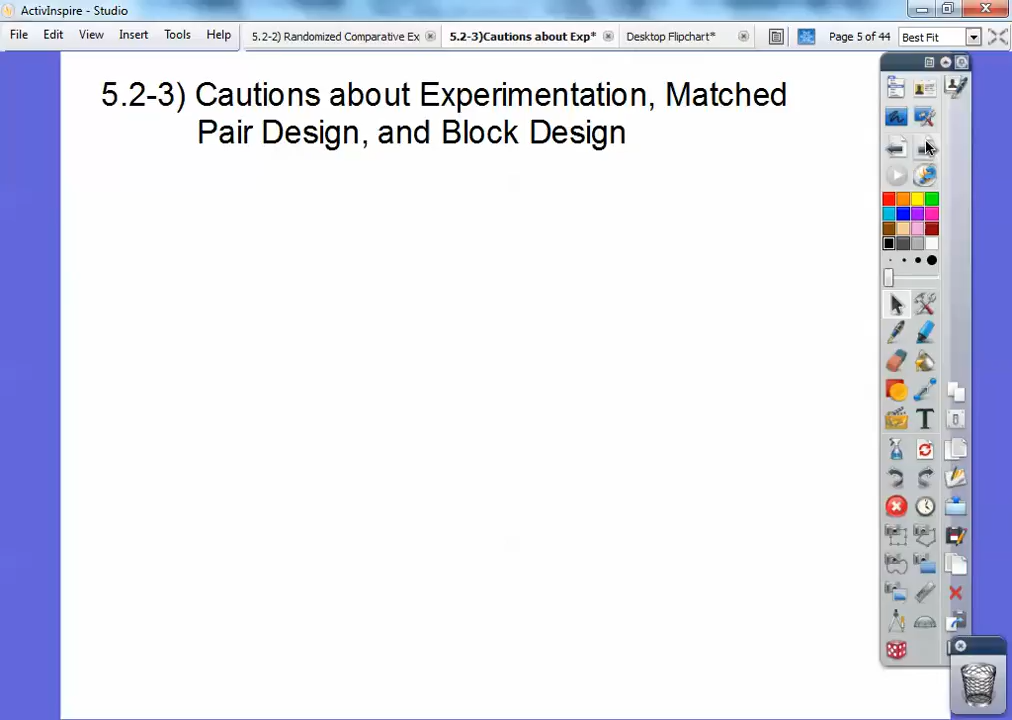 ActivInspire - Studio
File Edit View Insert Tools Help
5.2-2) Randomized Comparative Ex
5.2-3)Cautions about Exp*
Desktop Flipchart*
Page 5 of 44
Best Fit
5.2-3) Cautions about Experimentation, Matched
Pair Design, and Block Design
T